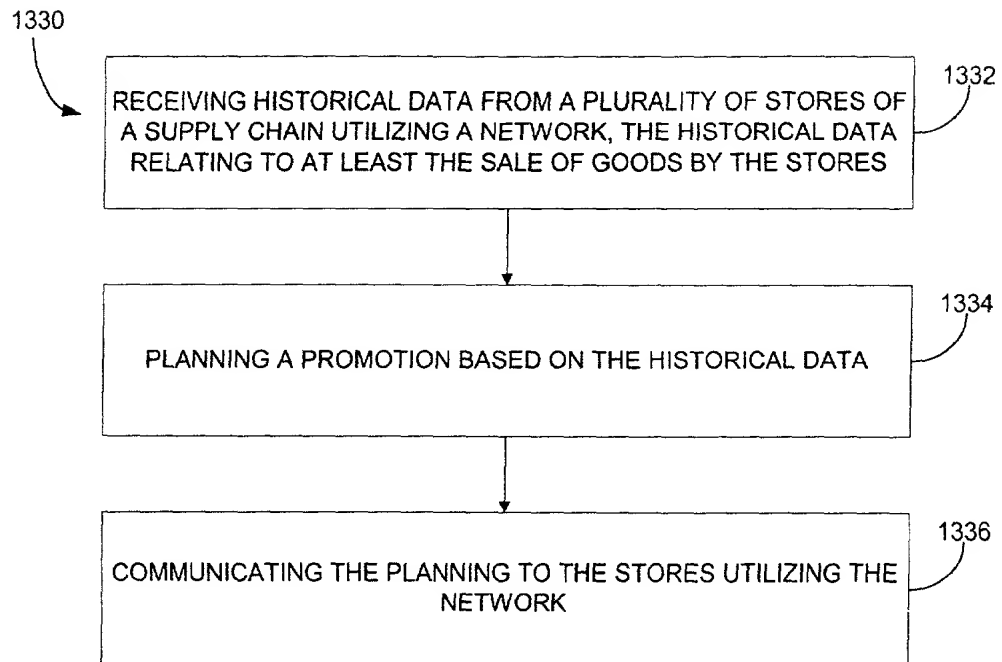 1330
1332
RECEIVING HISTORICAL DATA FROM A PLURALITY OF STORES OF
A SUPPLY CHAIN UTILIZING A NETWORK, THE HISTORICAL DATA
RELATING TO AT LEAST THE SALE OF GOODS BY THE STORES
1334
PLANNING A PROMOTION BASED ON THE HISTORICAL DATA
1336
COMMUNICATING THE PLANNING TO THE STORES UTILIZING THE
NETWORK